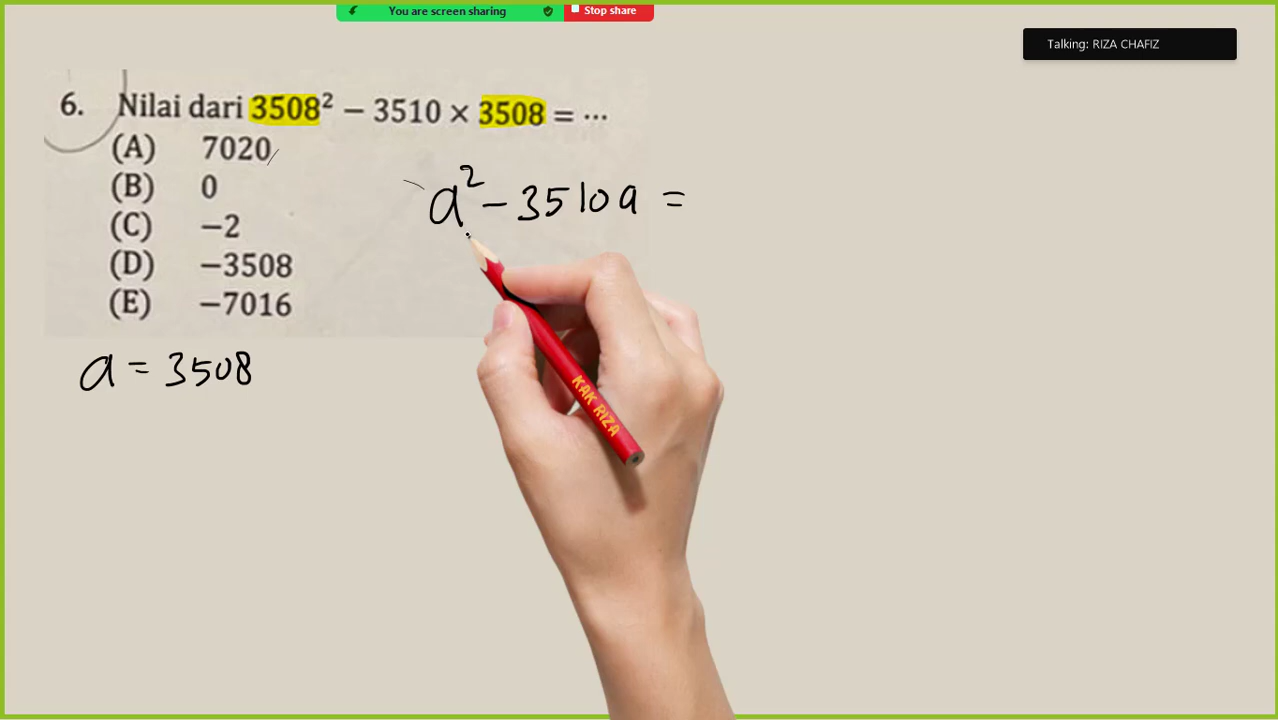 You are screen sharing Stop share
Talking: RIZA CHAFIZ
6. Nilai dari 3508² − 3510 × 3508 = ...
(A) 7020
(B) 0
(C) −2
(D) −3508
(E) −7016
a² − 3510a =
a = 3508
KAK RIZA